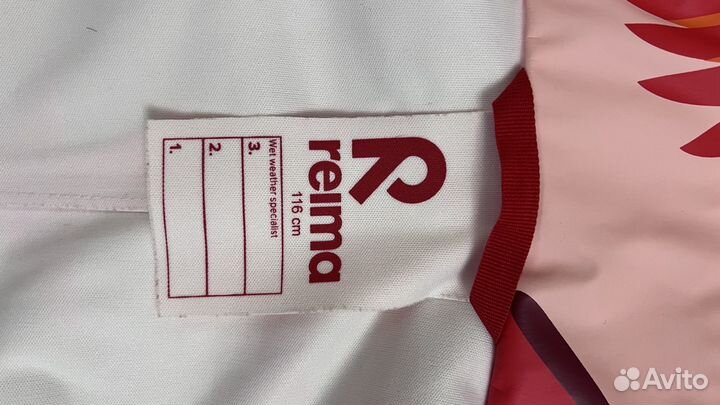 reima
116 cm
Wet weather specialist
3.
2.
1.
Avito